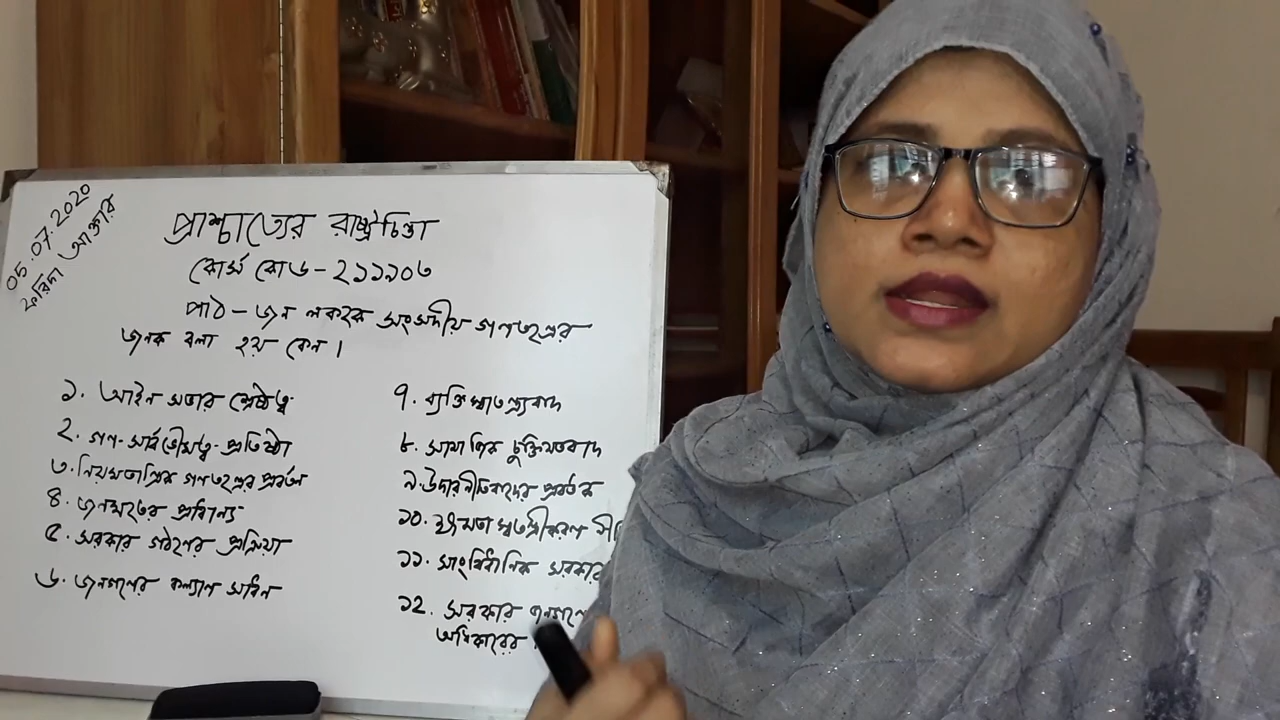 05.07.2020
ফরিদা আক্তার
প্রাশ্চাত্যের রাষ্ট্রচিন্তা
কোর্স কোড - ২১১৯০৩
পাঠ - জন লককে সংসদীয় গণতন্ত্রের
জনক বলা হয় কেন।
১. আইন সভার শ্রেষ্ঠত্ব
২. গণ-সার্বভৌমত্ব প্রতিষ্ঠা
৩. নিয়মতান্ত্রিক গণতন্ত্রের প্রবর্তন
৪. জনমতের প্রাধান্য
৫. সরকার গঠনের প্রক্রিয়া
৬. জনগণের কল্যাণ সাধন
৭. ব্যক্তিস্বাতন্ত্র্যবাদ
৮. সামাজিক চুক্তি মতবাদ
৯. উদারনীতিবাদের প্রবর্তক
১০. ক্ষমতা স্বতন্ত্রীকরণ
১১. সাংবিধানিক সরকার
১২. সরকার
অধিকারের